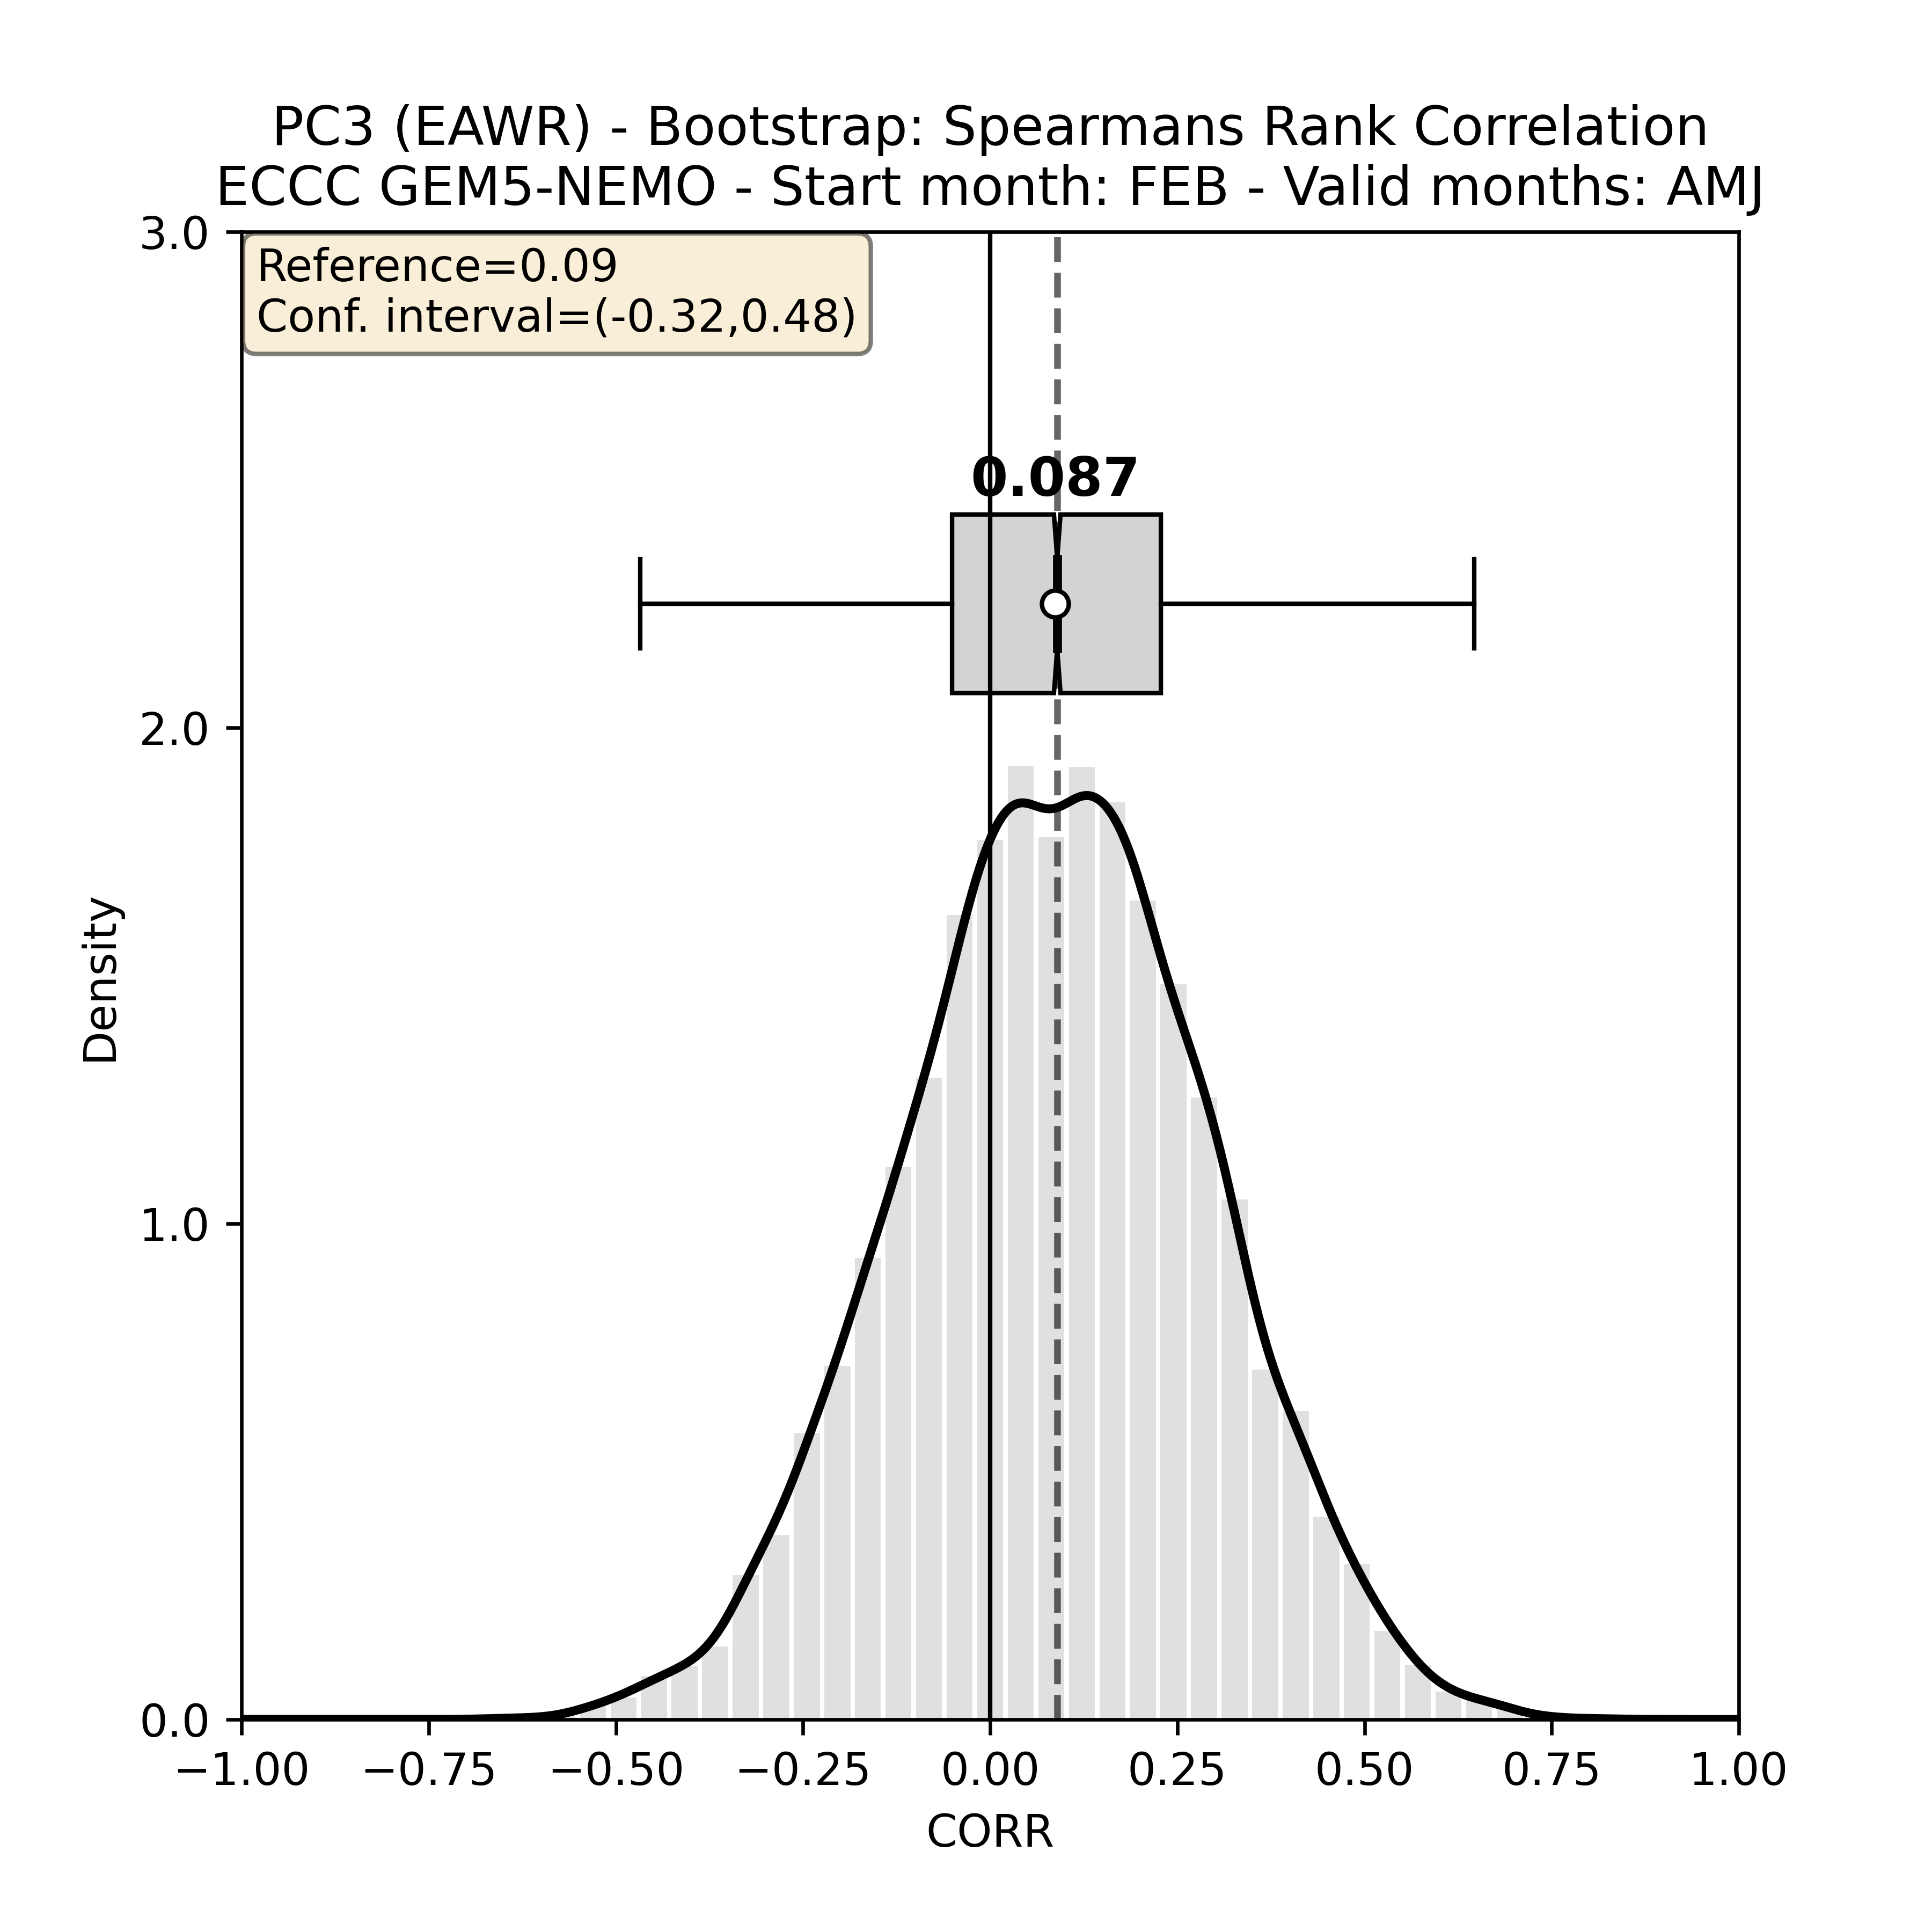 PC3 (EAWR) - Bootstrap: Spearmans Rank Correlation
ECCC GEM5-NEMO - Start month: FEB - Valid months: AMJ
3.0
Reference=0.09
Conf. interval=(-0.32,0.48)
0.087
2.0
Density
1.0
0.0
−1.00 −0.75 −0.50 −0.25 0.00 0.25 0.50 0.75 1.00
CORR